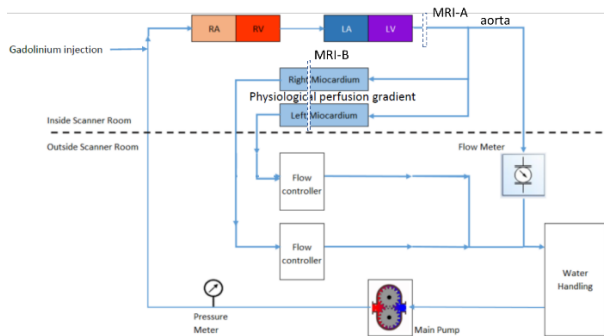 MRI-A
aorta
Gadolinium injection
RA
RV
LA
LV
MRI-B
Right Miocardium
Physiological perfusion gradient
Left Miocardium
Inside Scanner Room
Outside Scanner Room
Flow Meter
Flow
controller
Flow
controller
Water
Handling
Pressure
Meter
Main Pump